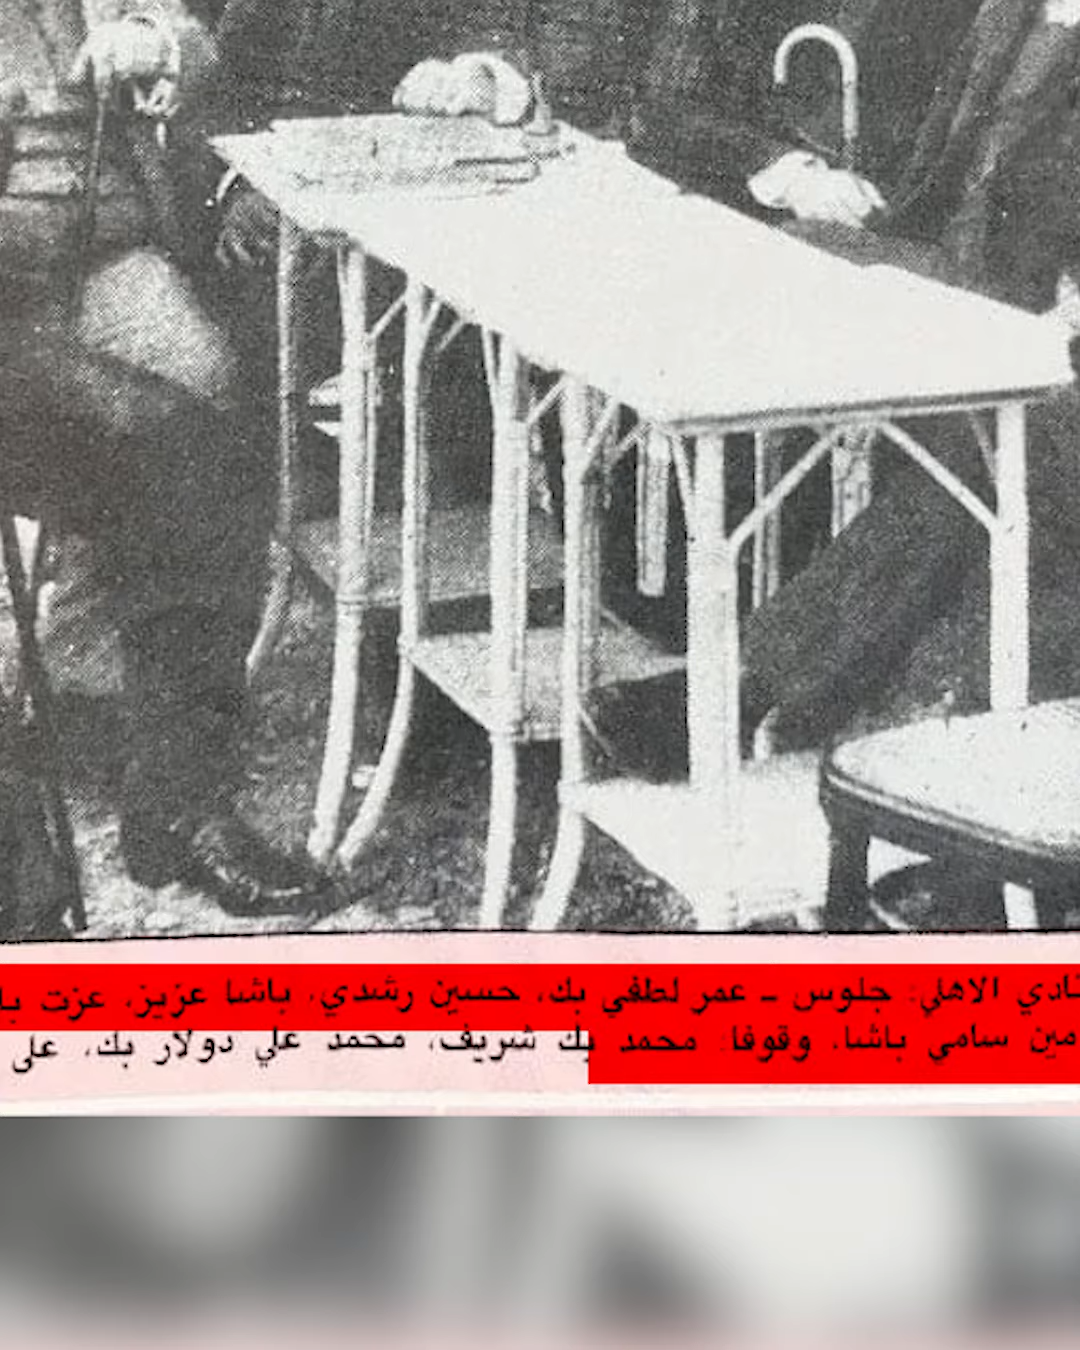 نادي الاهلي: جلوس - عمر لطفي بك، حسين رشدي، باشا عزيز، عزت
سامي باشا، وقوفا: محمد بك شريف، محمد علي دولار بك، على